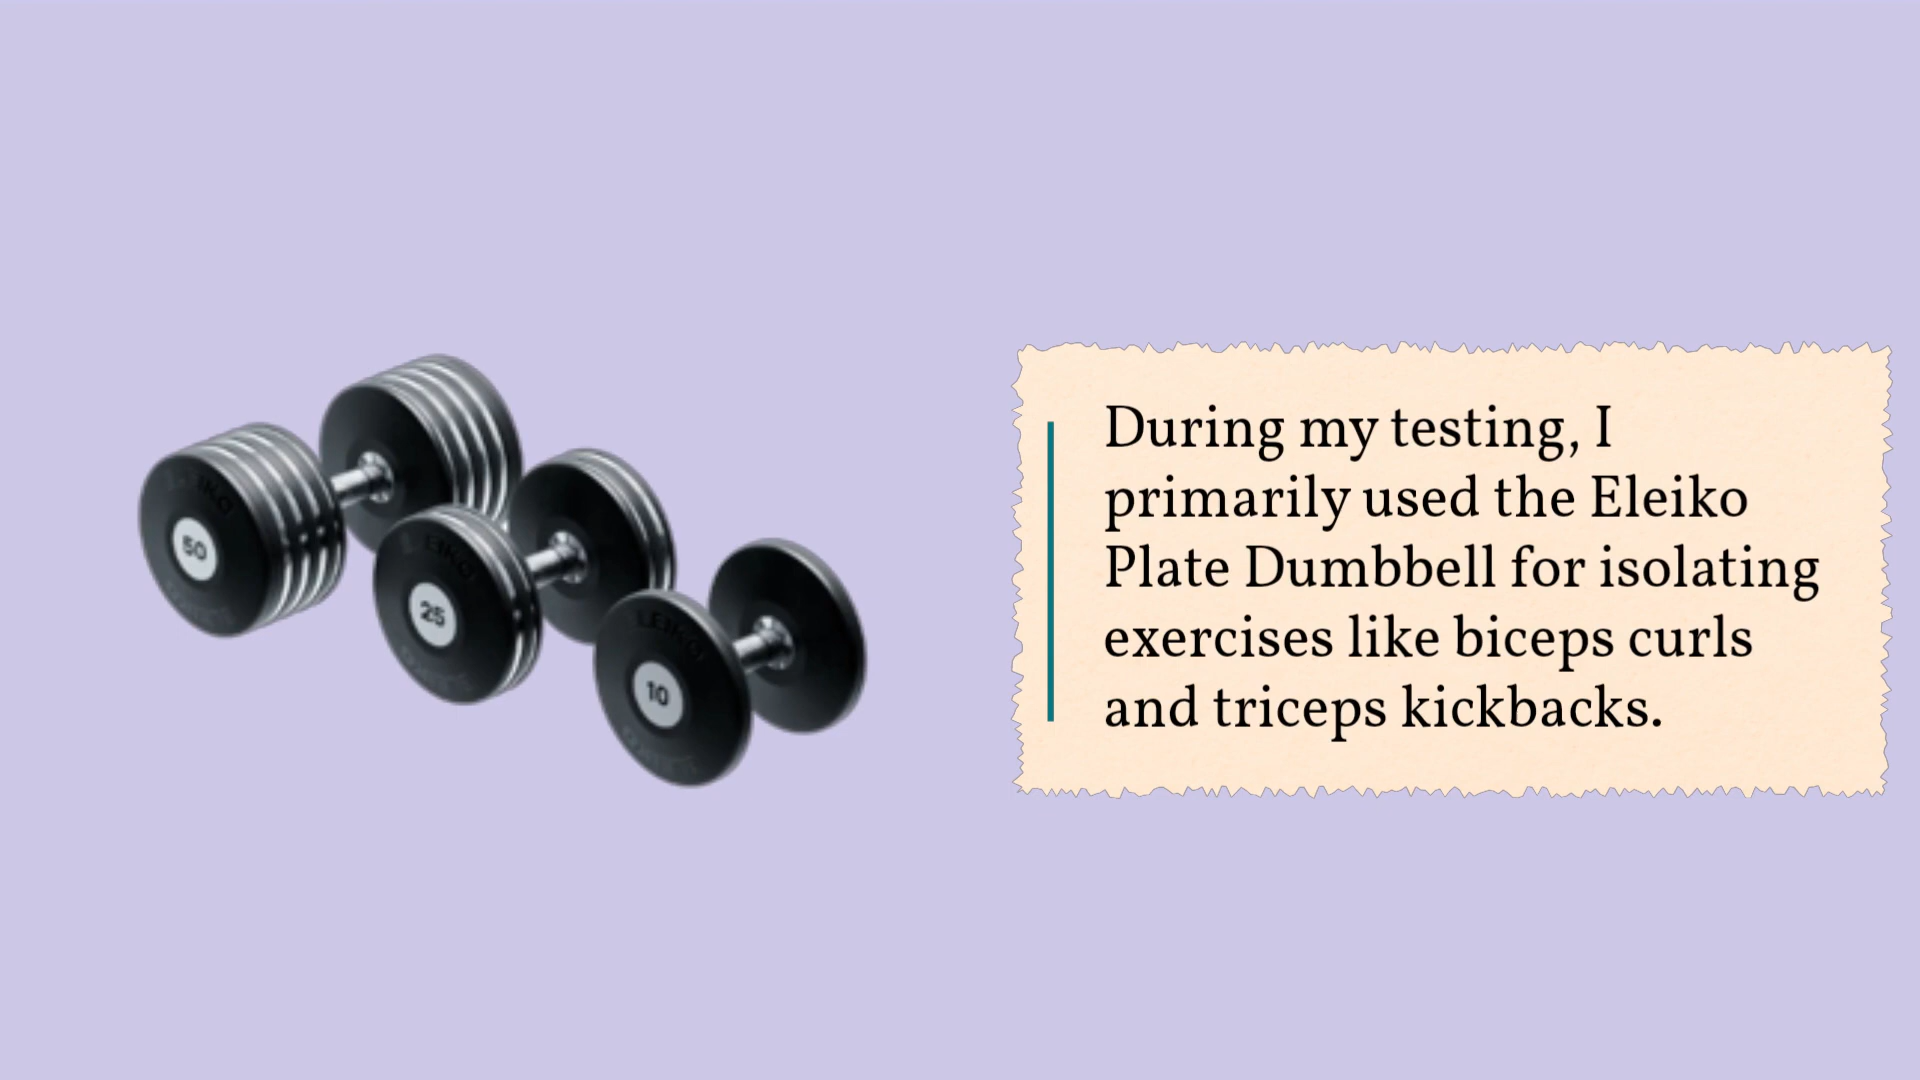 50
25
10
During my testing, I
primarily used the Eleiko
Plate Dumbbell for isolating
exercises like biceps curls
and triceps kickbacks.